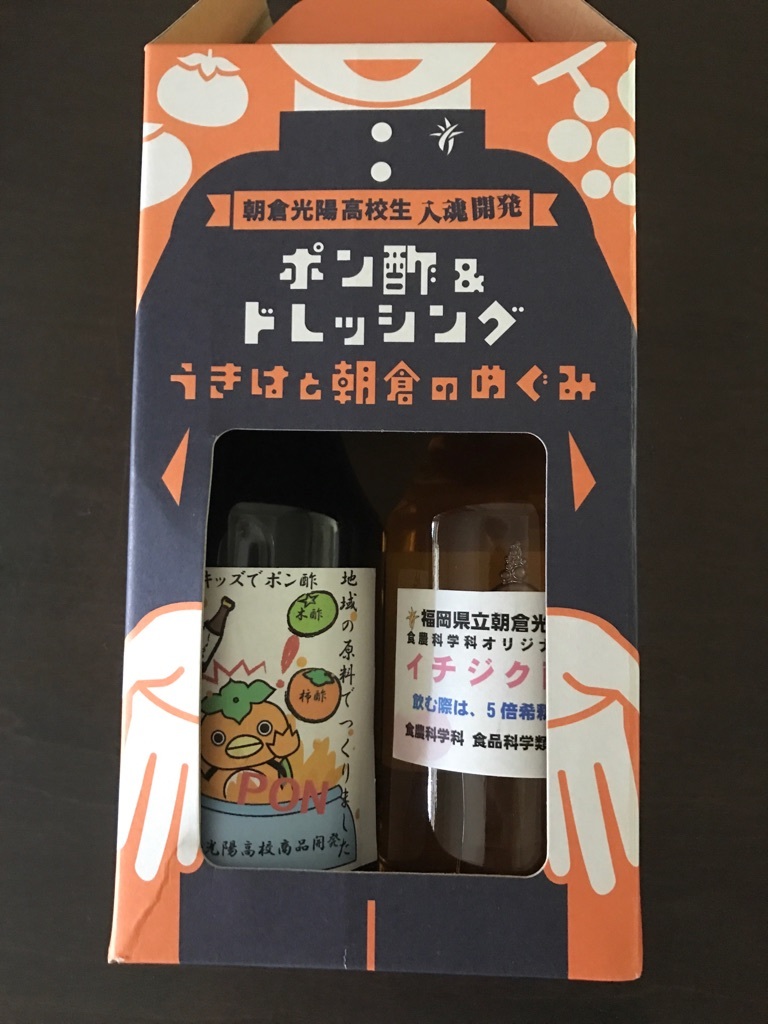 朝倉光陽高校生 入魂開発
ポン酢&
ドレッシング
うきはと朝倉のめぐみ
キッズでポン酢
地域の原料でつくりました
木酢
柿酢
PON
光陽高校商品開発
福岡県立朝倉光
食農科学科オリジナ
イチジク
飲む際は、5倍希釈
食農科学科 食品科学類